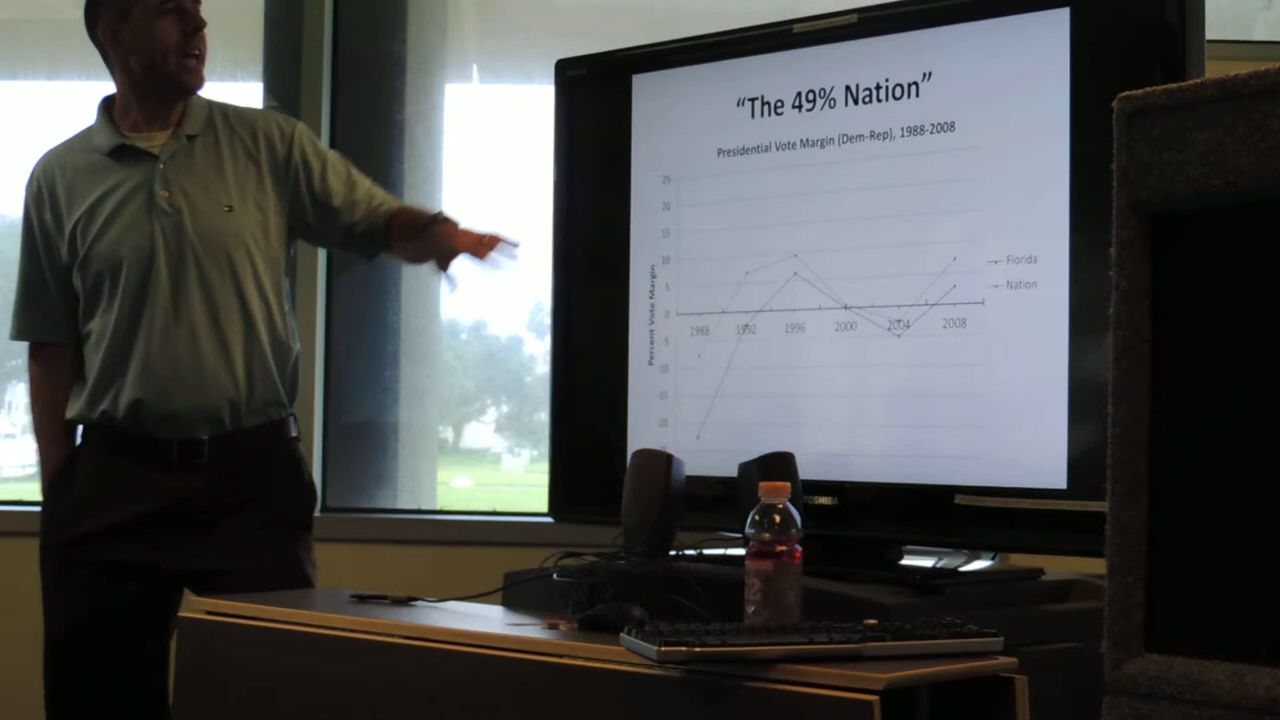 “The 49% Nation”
Presidential Vote Margin (Dem-Rep), 1988-2008
25
20
15
10
5
0
-5
-10
-15
-20
Percent Vote Margin
1988
1992
1996
2000
2004
2008
Florida
Nation
TOSHIBA